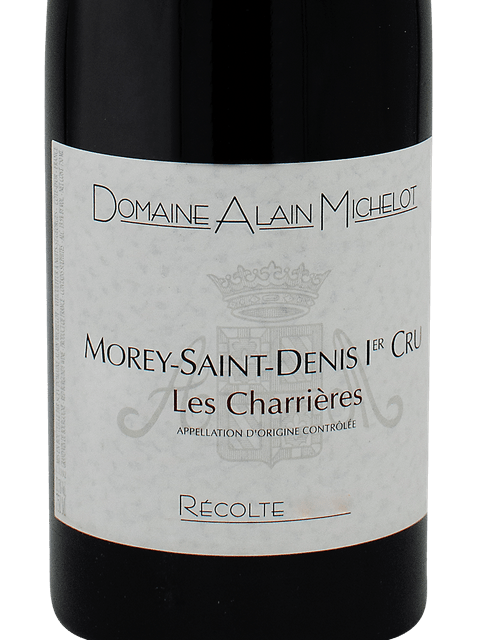 DOMAINE ALAIN MICHELOT
MOREY-SAINT-DENIS 1ER CRU
Les Charrières
APPELLATION D'ORIGINE CONTRÔLÉE
RÉCOLTE